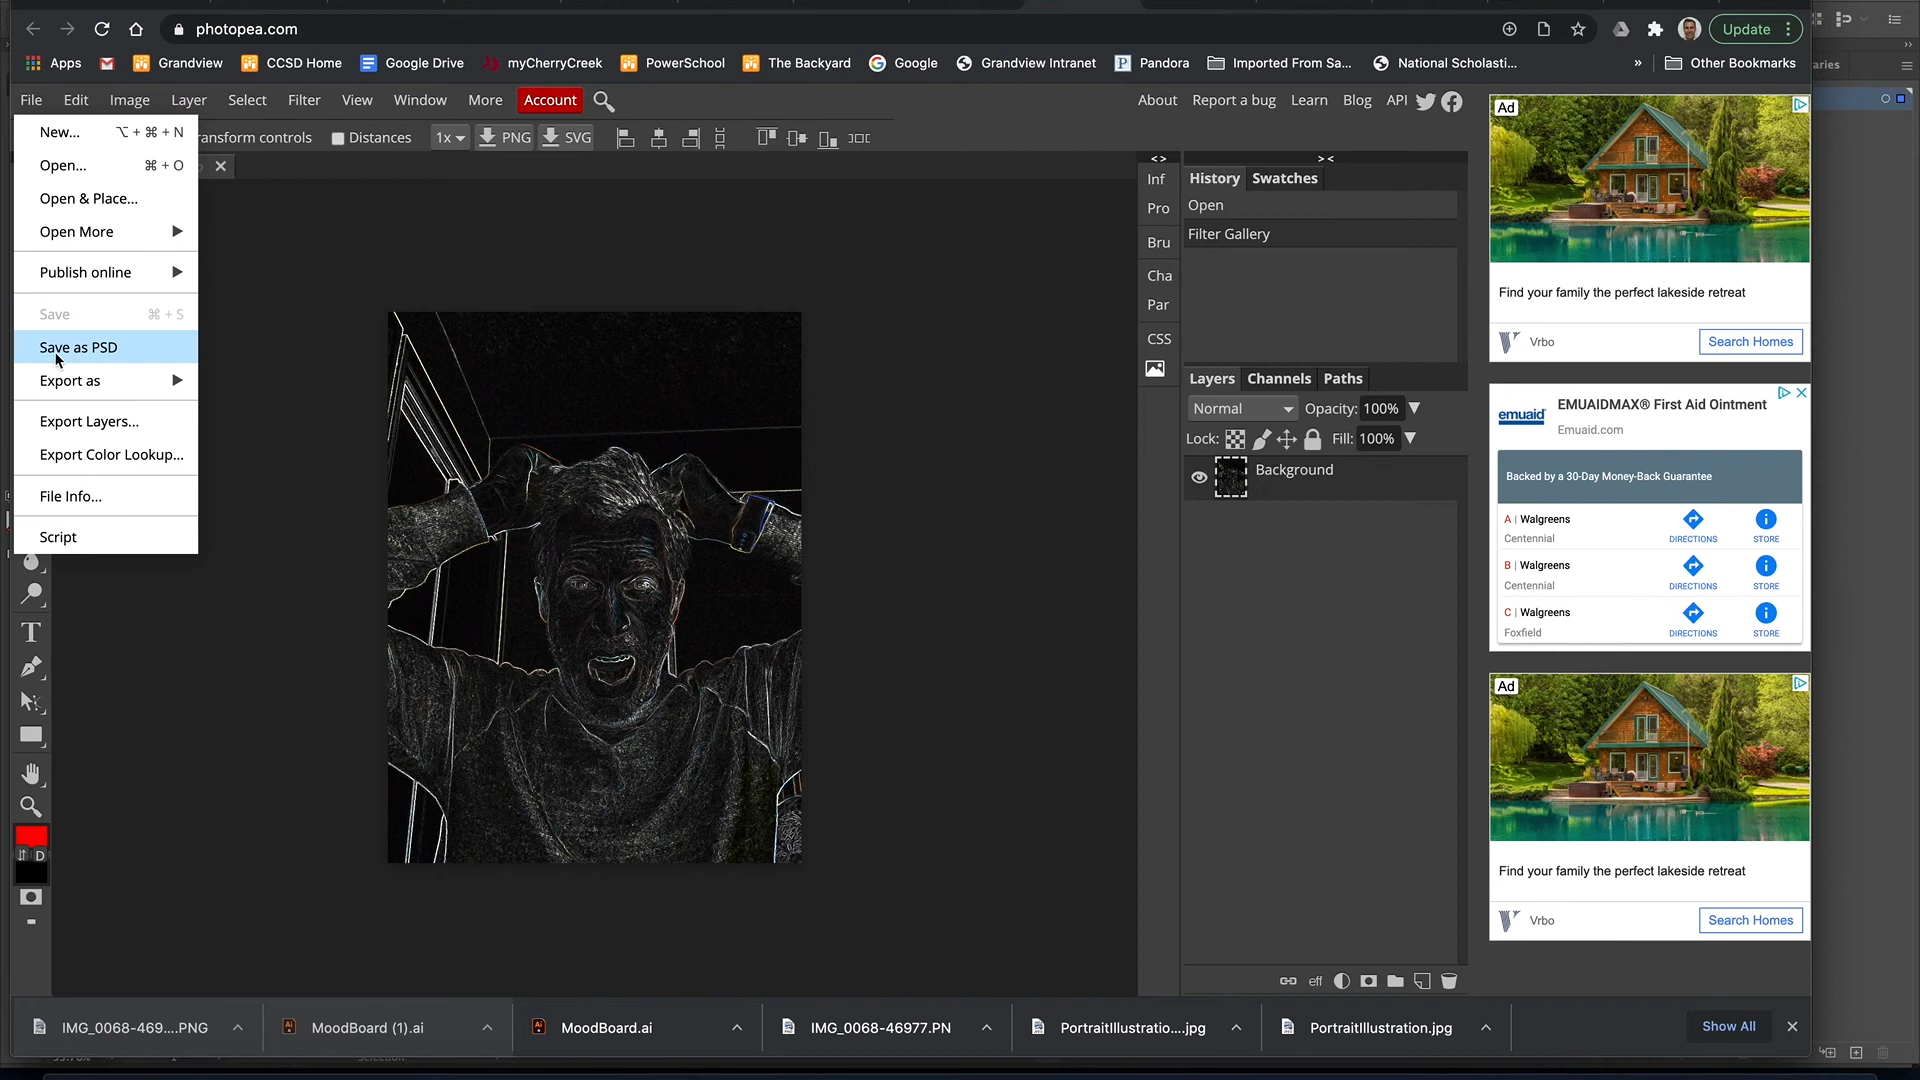 photopea.com
Update
Apps
Grandview
CCSD Home
Google Drive
myCherryCreek
PowerSchool
The Backyard
Google
Grandview Intranet
Pandora
Imported From Sa...
National Scholasti...
»
Other Bookmarks
aries
File Edit Image Layer Select Filter View Window More Account
About Report a bug Learn Blog API
ransform controls Distances 1x PNG SVG
New... ⌥ + ⌘ + N
Open... ⌘ + O
Open & Place...
Open More
Publish online
Save ⌘ + S
Save as PSD
Export as
Export Layers...
Export Color Lookup...
File Info...
Script
T
D
< >
Inf
Pro
Bru
Cha
Par
CSS
> <
History Swatches
Open
Filter Gallery
Layers Channels Paths
Normal Opacity: 100%
Lock: Fill: 100%
Background
eff
Ad
Find your family the perfect lakeside retreat
Vrbo
Search Homes
emuaid
EMUAIDMAX® First Aid Ointment
Emuaid.com
Backed by a 30-Day Money-Back Guarantee
A | Walgreens
Centennial
DIRECTIONS
STORE
B | Walgreens
Centennial
DIRECTIONS
STORE
C | Walgreens
Foxfield
DIRECTIONS
STORE
Ad
Find your family the perfect lakeside retreat
Vrbo
Search Homes
IMG_0068-469....PNG
MoodBoard (1).ai
MoodBoard.ai
IMG_0068-46977.PN
PortraitIllustratio....jpg
PortraitIllustration.jpg
Show All
Selection